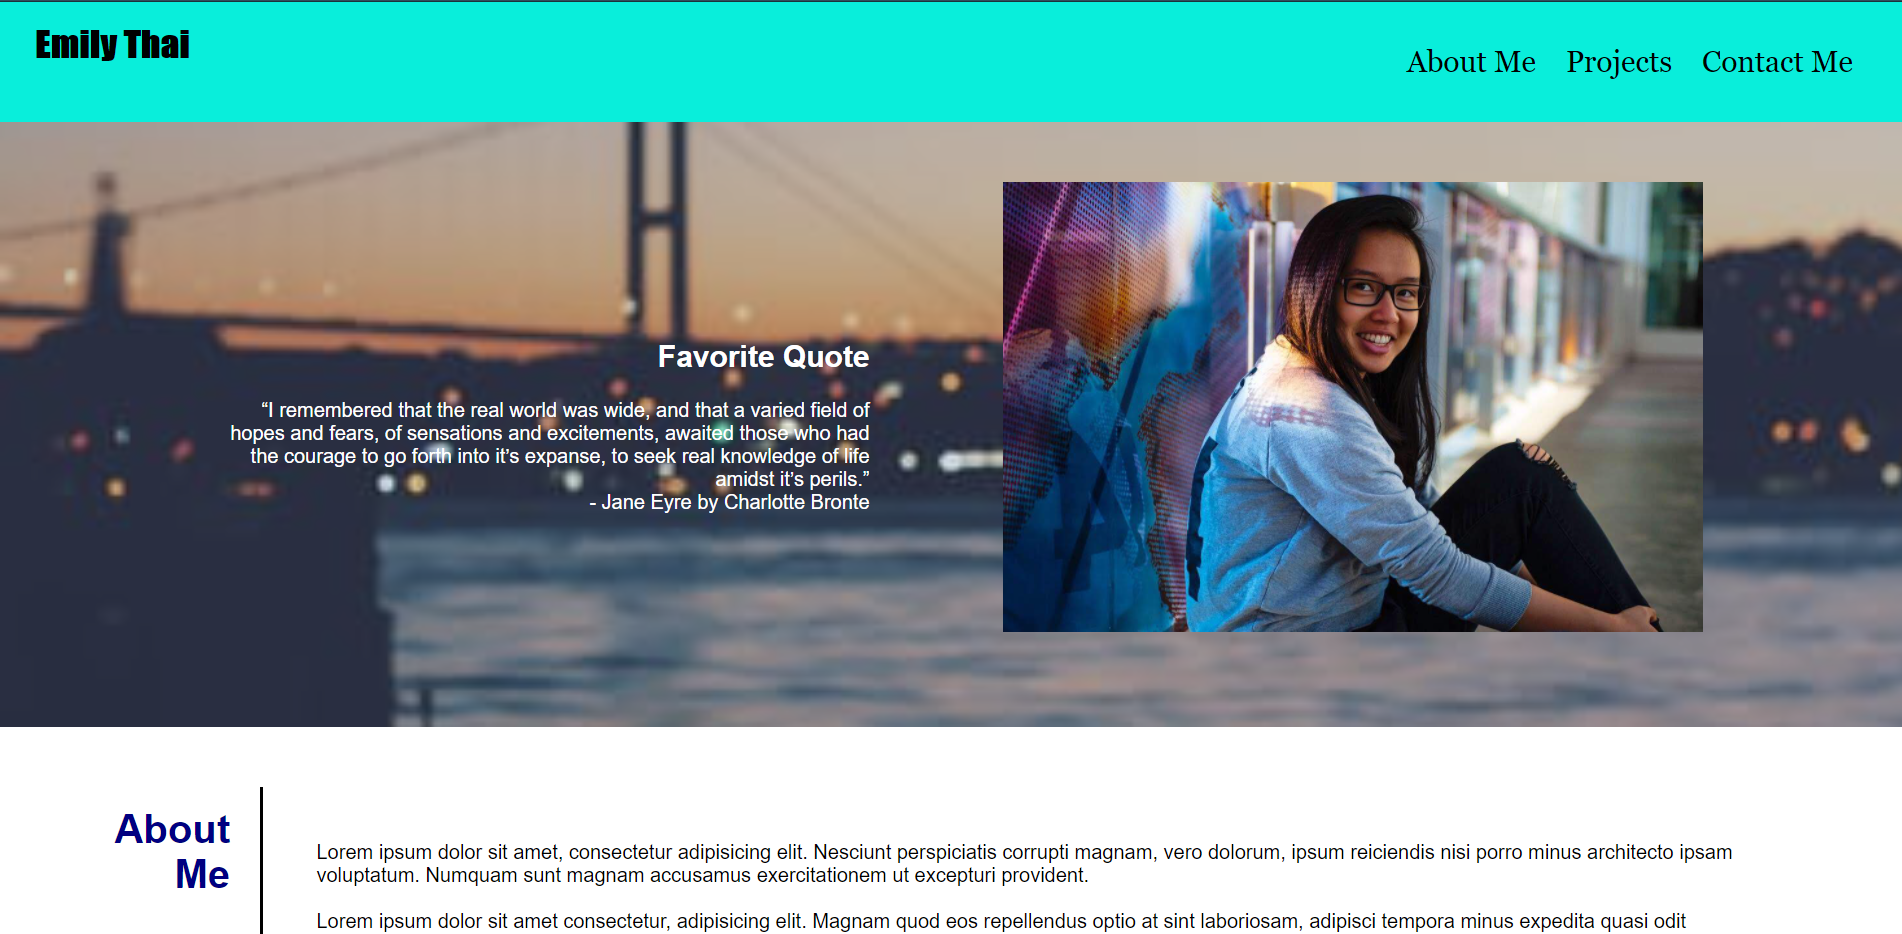 Emily Thai
About Me Projects Contact Me
Favorite Quote
“I remembered that the real world was wide, and that a varied field of
hopes and fears, of sensations and excitements, awaited those who had
the courage to go forth into it’s expanse, to seek real knowledge of life
amidst it’s perils.”
- Jane Eyre by Charlotte Bronte
About
Me
Lorem ipsum dolor sit amet, consectetur adipisicing elit. Nesciunt perspiciatis corrupti magnam, vero dolorum, ipsum reiciendis nisi porro minus architecto ipsam
voluptatum. Numquam sunt magnam accusamus exercitationem ut excepturi provident.
Lorem ipsum dolor sit amet consectetur, adipisicing elit. Magnam quod eos repellendus optio at sint laboriosam, adipisci tempora minus expedita quasi odit